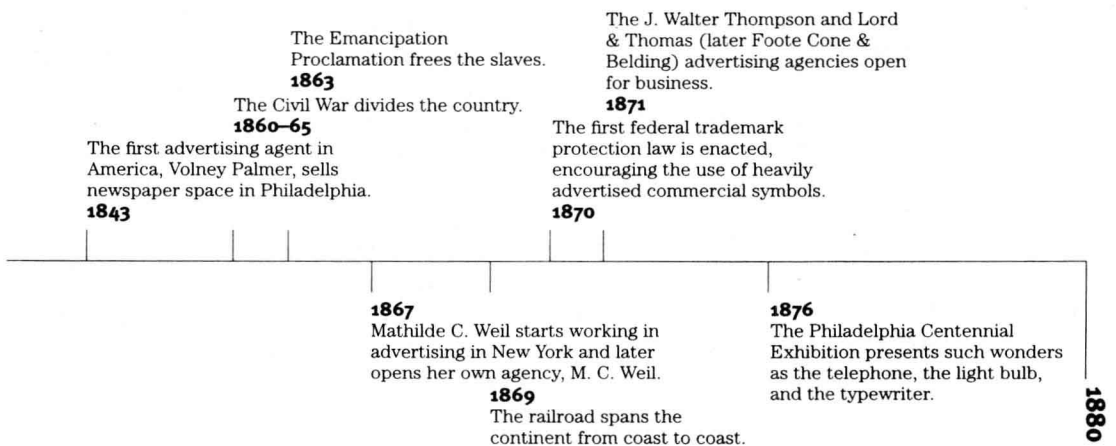 The Emancipation
Proclamation frees the slaves.
1863
The Civil War divides the country.
1860–65
The first advertising agent in
America, Volney Palmer, sells
newspaper space in Philadelphia.
1843
The J. Walter Thompson and Lord
& Thomas (later Foote Cone &
Belding) advertising agencies open
for business.
1871
The first federal trademark
protection law is enacted,
encouraging the use of heavily
advertised commercial symbols.
1870
1867
Mathilde C. Weil starts working in
advertising in New York and later
opens her own agency, M. C. Weil.
1869
The railroad spans the
continent from coast to coast.
1876
The Philadelphia Centennial
Exhibition presents such wonders
as the telephone, the light bulb,
and the typewriter.
1880